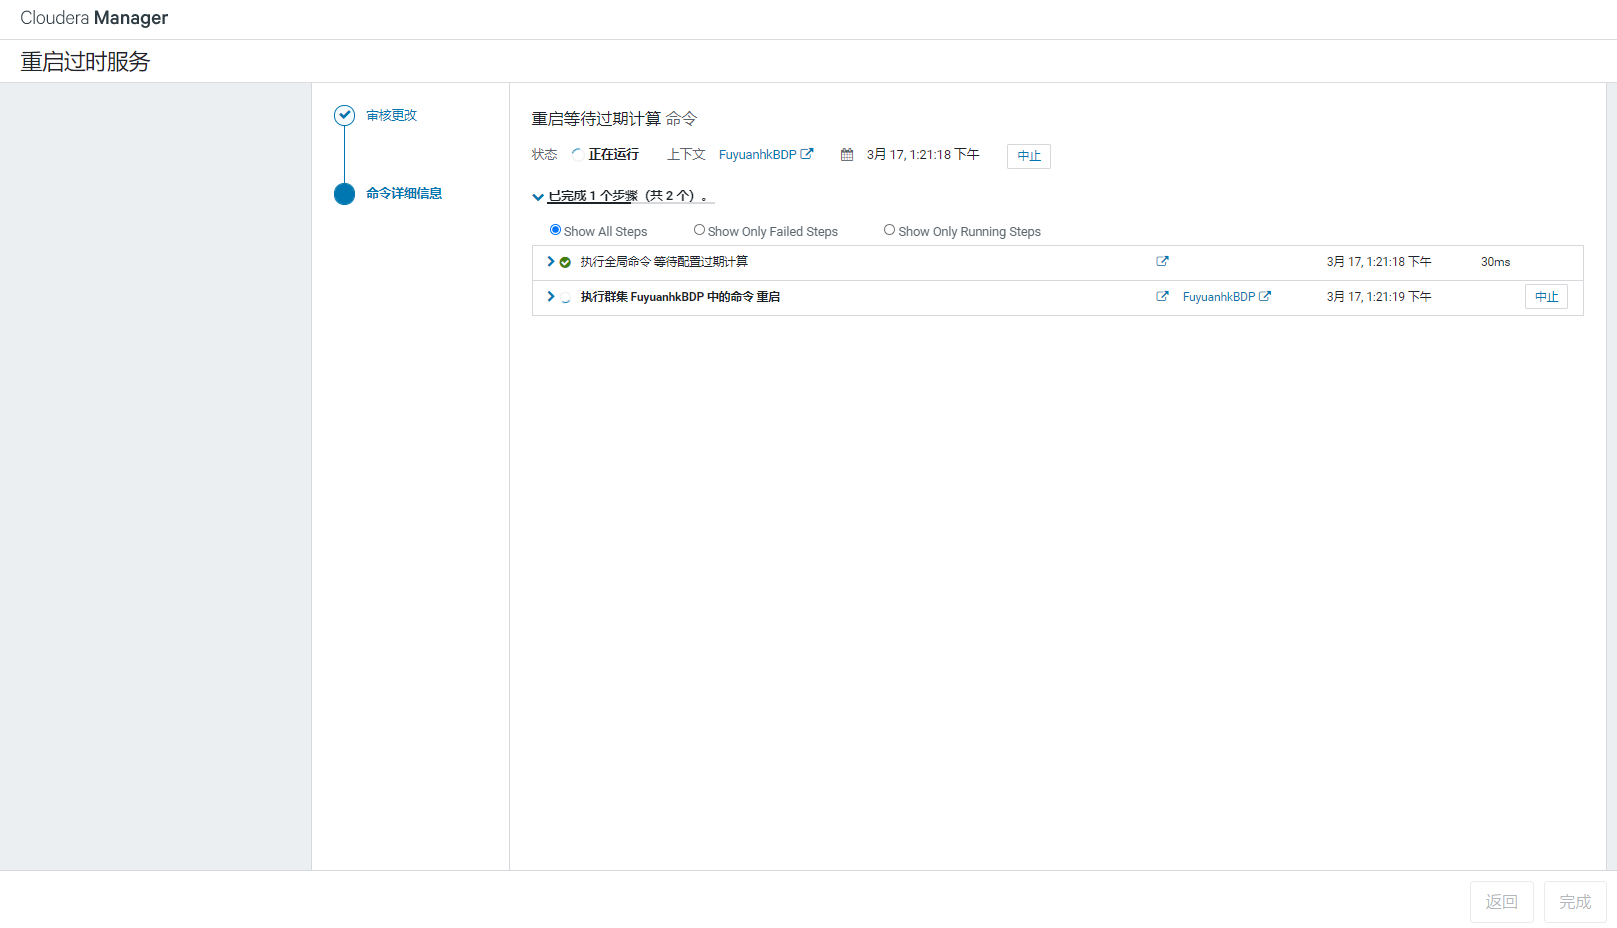 Cloudera Manager
重启过时服务
审核更改
命令详细信息
重启等待过期计算 命令
状态 正在运行 上下文 FuyuanhkBDP 3月 17, 1:21:18 下午 中止
已完成 1 个步骤（共 2 个）。
Show All Steps Show Only Failed Steps Show Only Running Steps
执行全局命令 等待配置过期计算 3月 17, 1:21:18 下午 30ms
执行群集 FuyuanhkBDP 中的命令 重启 FuyuanhkBDP 3月 17, 1:21:19 下午 中止
返回 完成